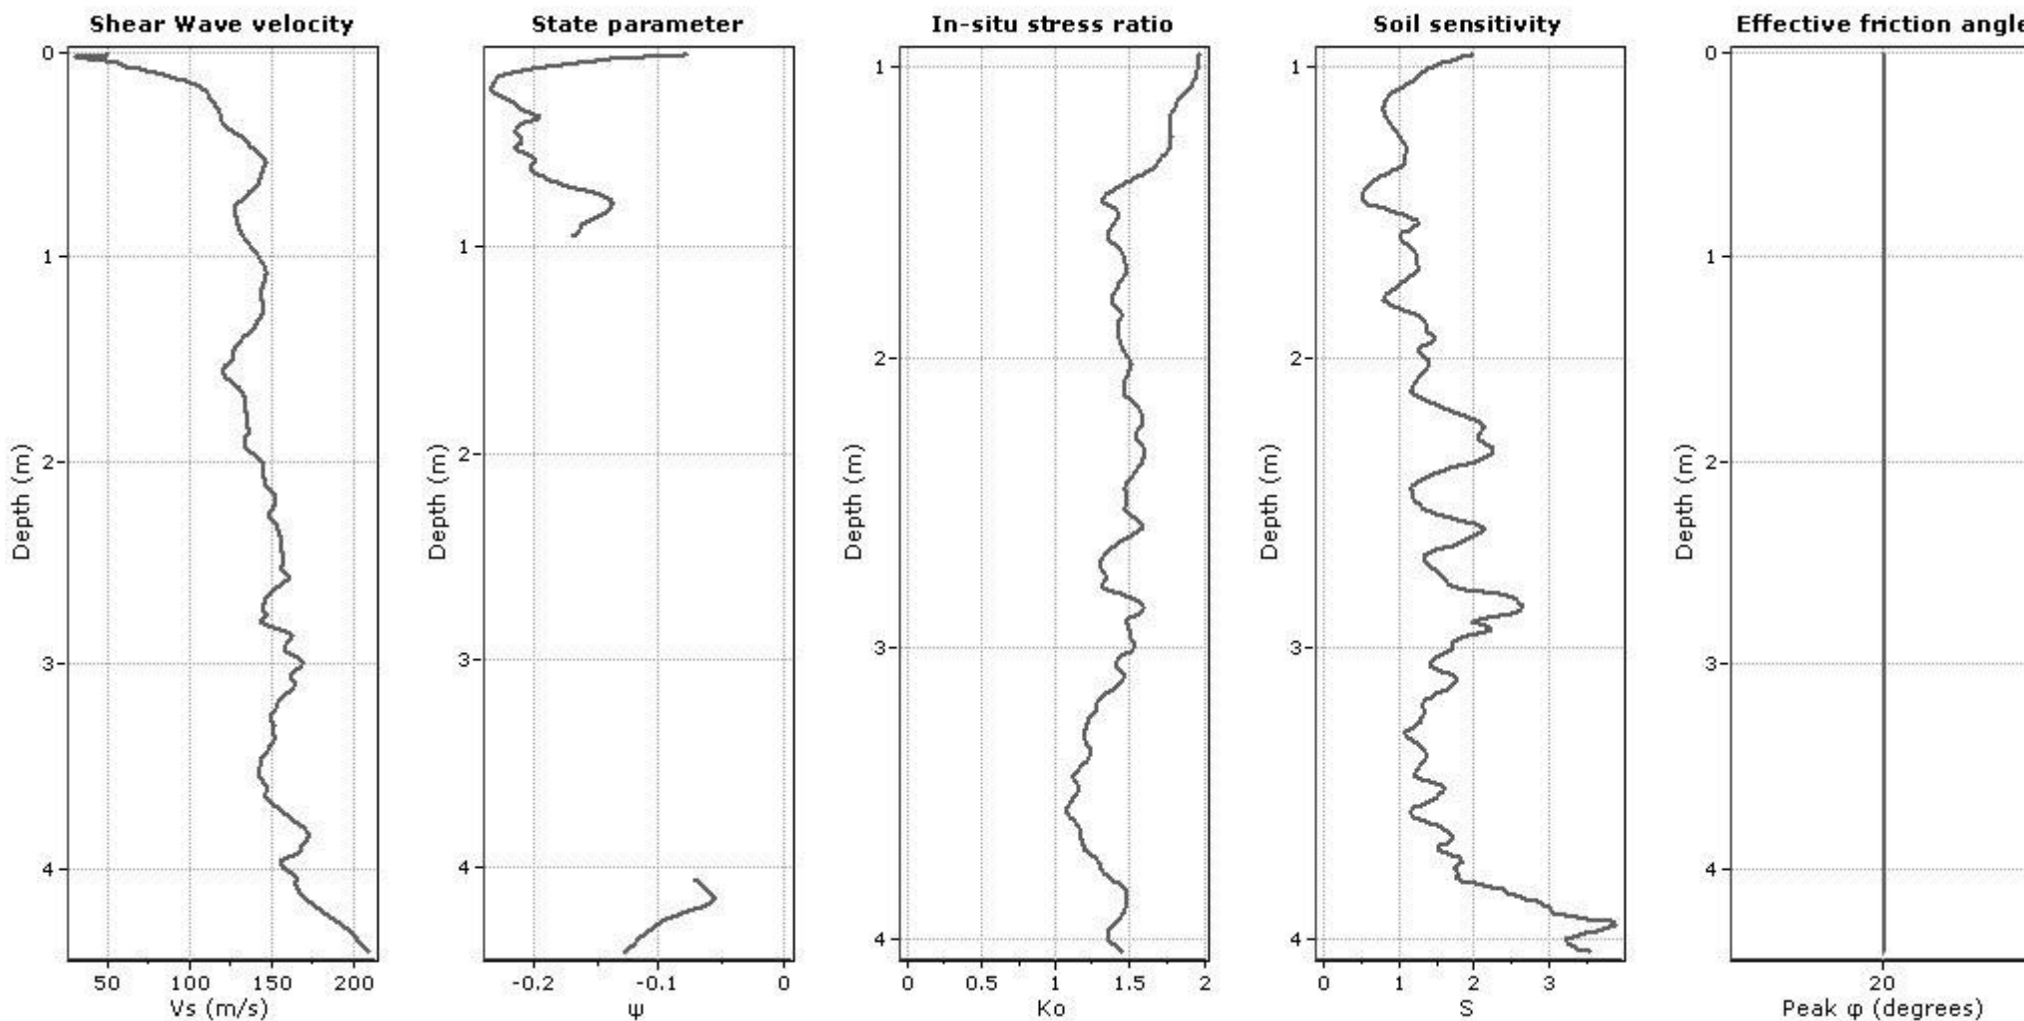 Shear Wave velocity
0
1
2
3
4
Depth (m)
50 100 150 200
Vs (m/s)
State parameter
1
2
3
4
Depth (m)
-0.2 -0.1 0
ψ
In-situ stress ratio
1
2
3
4
Depth (m)
0 0.5 1 1.5 2
Ko
Soil sensitivity
1
2
3
4
Depth (m)
0 1 2 3
S
Effective friction angle
0
1
2
3
4
Depth (m)
20
Peak φ (degrees)